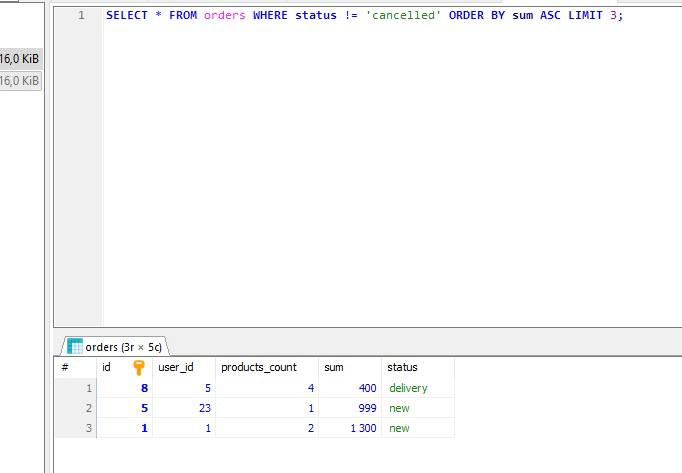 1 SELECT * FROM orders WHERE status != 'cancelled' ORDER BY sum ASC LIMIT 3;
16,0 KiB
16,0 KiB
orders (3r × 5c)
# id user_id products_count sum status
1 8 5 4 400 delivery
2 5 23 1 999 new
3 1 1 2 1 300 new